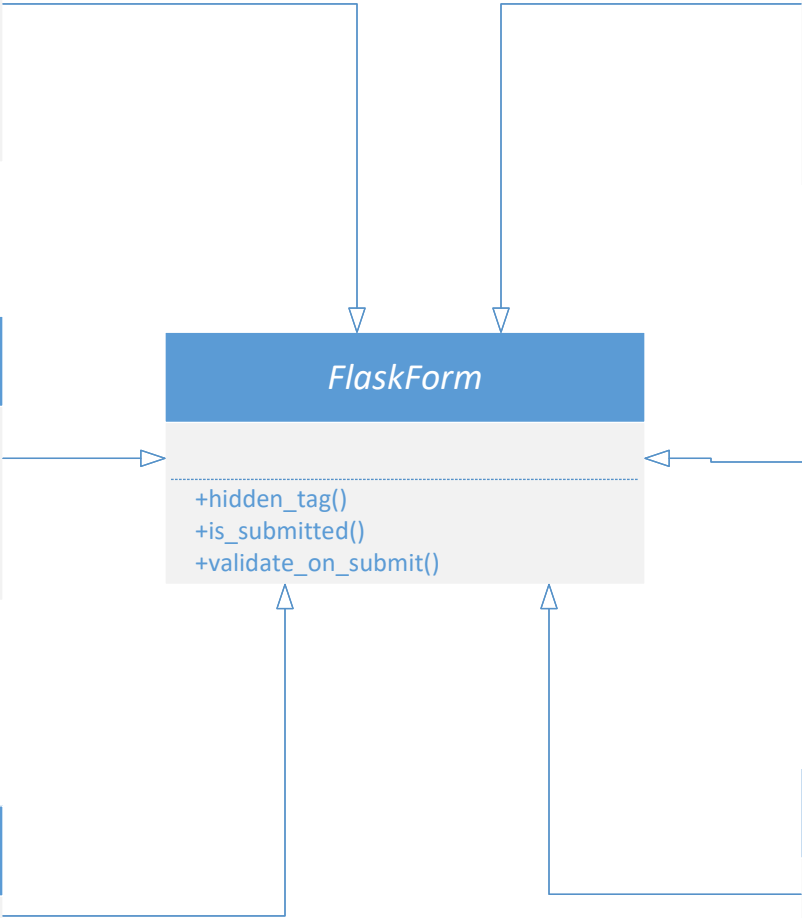 FlaskForm
+hidden_tag()
+is_submitted()
+validate_on_submit()